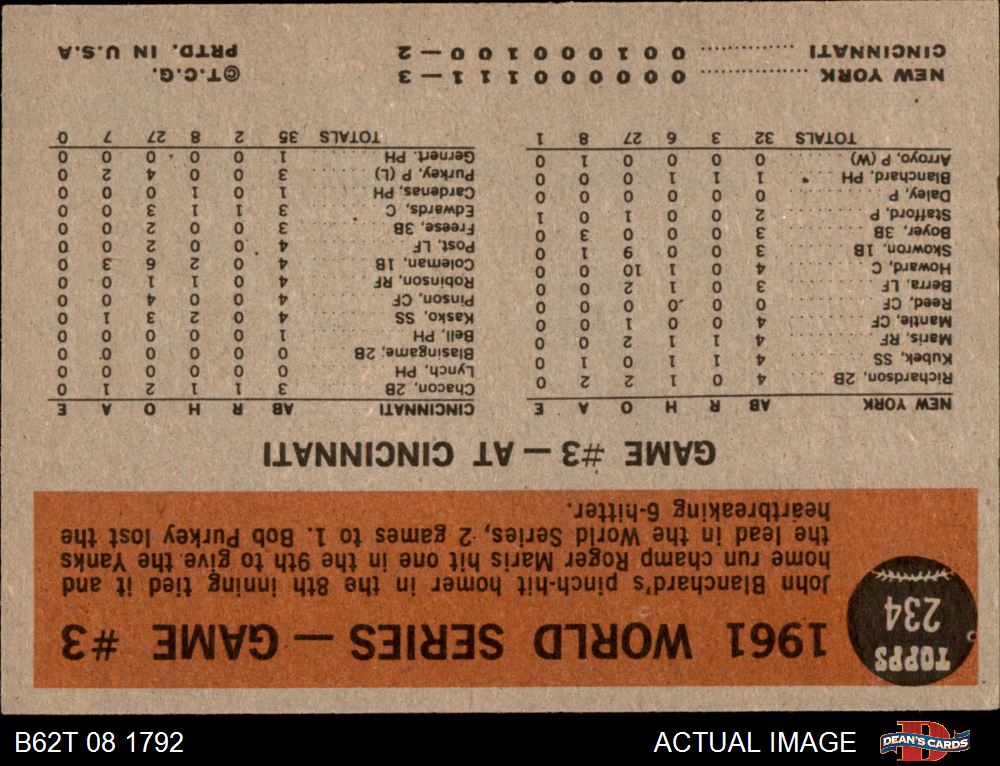 TOPPS
234
1961 WORLD SERIES — GAME #3
John Blanchard's pinch-hit homer in the 8th inning tied it and
home run champ Roger Maris hit one in the 9th to give the Yanks
the lead in the World Series, 2 games to 1. Bob Purkey lost the
heartbreaking 6-hitter.
GAME #3 — AT CINCINNATI
NEW YORK AB R H O A E
Richardson, 2B 4 0 1 2 2 0
Kubek, SS 4 1 1 0 1 0
Maris, RF 4 1 1 2 0 0
Mantle, CF 4 0 0 1 0 0
Reed, CF 0 0 0 0 0 0
Berra, LF 3 0 1 2 0 0
Howard, C 4 0 1 10 0 0
Skowron, 1B 3 0 0 9 1 0
Boyer, 3B 3 0 0 0 3 0
Stafford, P 2 0 0 1 0 1
Daley, P 0 0 0 0 0 0
Blanchard, PH 1 1 1 0 0 0
Arroyo, P (W) 0 0 0 0 1 0
TOTALS 32 3 6 27 8 1
CINCINNATI AB R H O A E
Chacon, 2B 3 1 1 2 1 0
Lynch, PH 0 0 0 0 0 0
Blasingame, 2B 0 0 0 0 0 0
Bell, PH 1 0 0 0 0 0
Kasko, SS 4 0 2 3 1 0
Pinson, CF 4 0 0 4 0 0
Robinson, RF 4 0 1 1 0 0
Coleman, 1B 4 0 2 6 3 0
Post, LF 4 0 0 2 0 0
Freese, 3B 3 0 0 2 0 0
Edwards, C 3 1 1 3 0 0
Cardenas, PH 1 0 1 0 0 0
Purkey, P (L) 3 0 0 4 2 0
Gernert, PH 1 0 0 0 0 0
TOTALS 35 2 8 27 7 0
NEW YORK 0 0 0 0 0 0 1 1 1 — 3
CINCINNATI 0 0 1 0 0 0 1 0 0 — 2
©T.C.G.
PRTD. IN U.S.A
B62T 08 1792
ACTUAL IMAGE
D
DEAN'S CARDS